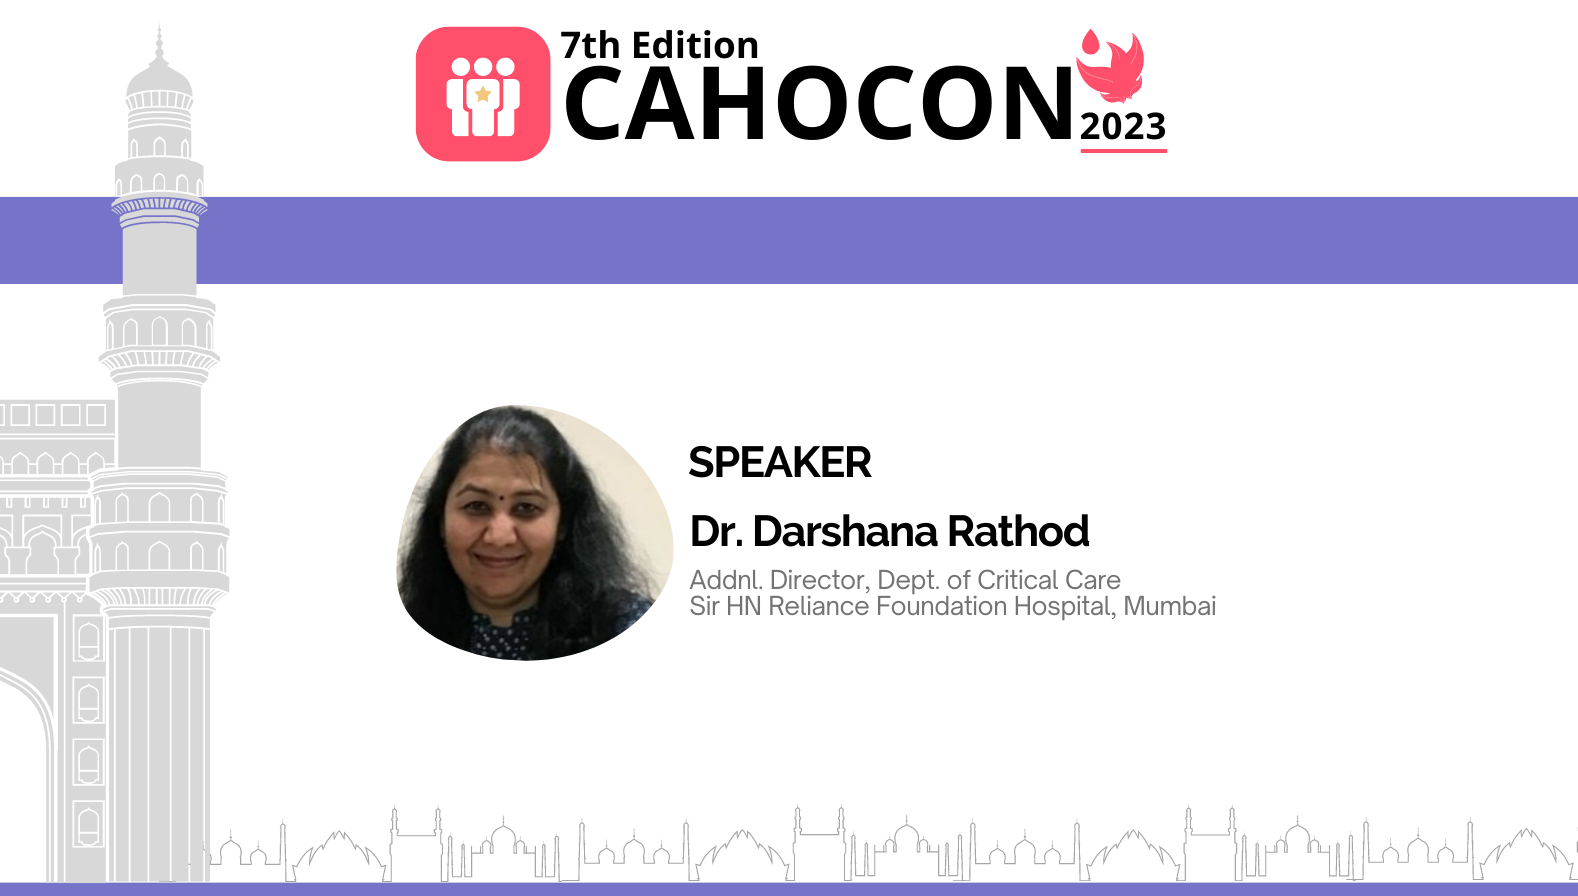 7th Edition
CAHOCON
2023
SPEAKER
Dr. Darshana Rathod
Addnl. Director, Dept. of Critical Care
Sir HN Reliance Foundation Hospital, Mumbai